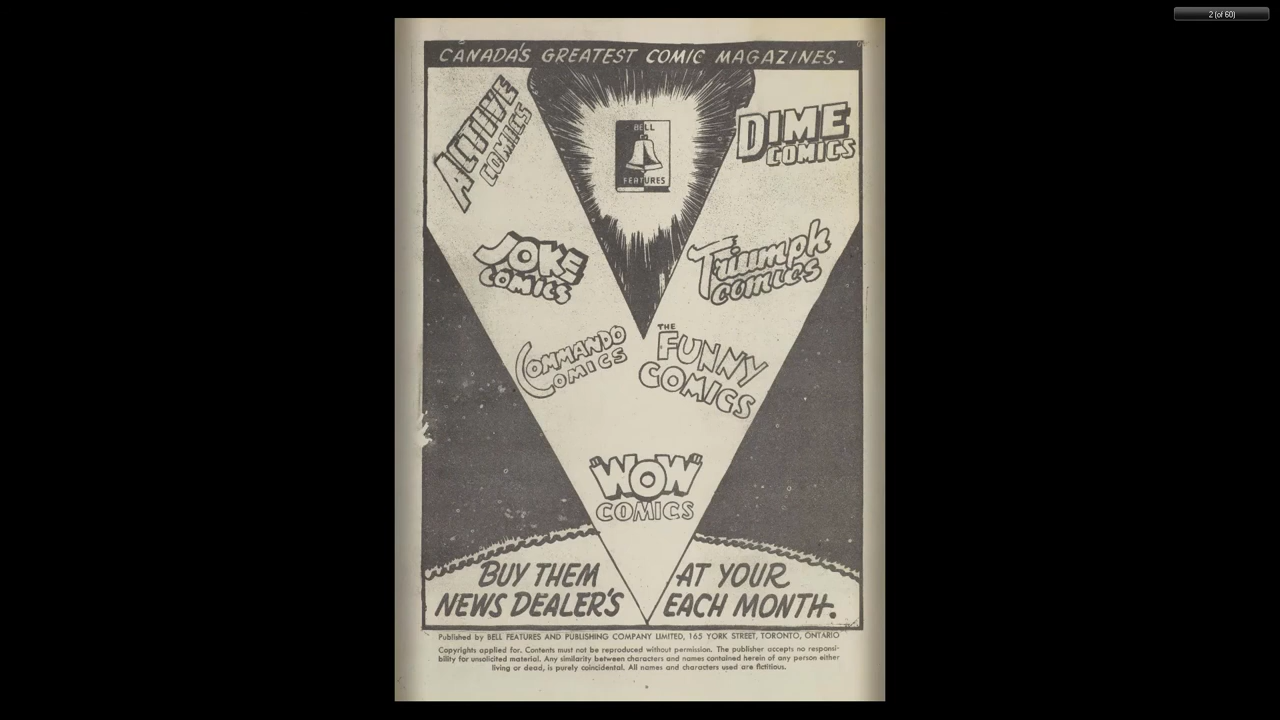 2 (of 60)
CANADA'S GREATEST COMIC MAGAZINES.
ACTIVE
COMICS
BELL
FEATURES
DIME
COMICS
JOKE
COMICS
Triumph
COMICS
COMMANDO
COMICS
THE
FUNNY
COMICS
"WOW"
COMICS
BUY THEM AT YOUR
NEWS DEALER'S EACH MONTH.
Published by BELL FEATURES AND PUBLISHING COMPANY LIMITED, 165 YORK STREET, TORONTO, ONTARIO
Copyrights applied for. Contents must not be reproduced without permission. The publisher accepts no responsi-
bility for unsolicited material. Any similarity between characters and names contained herein of any person either
living or dead, is purely coincidental. All names and characters used are fictitious.